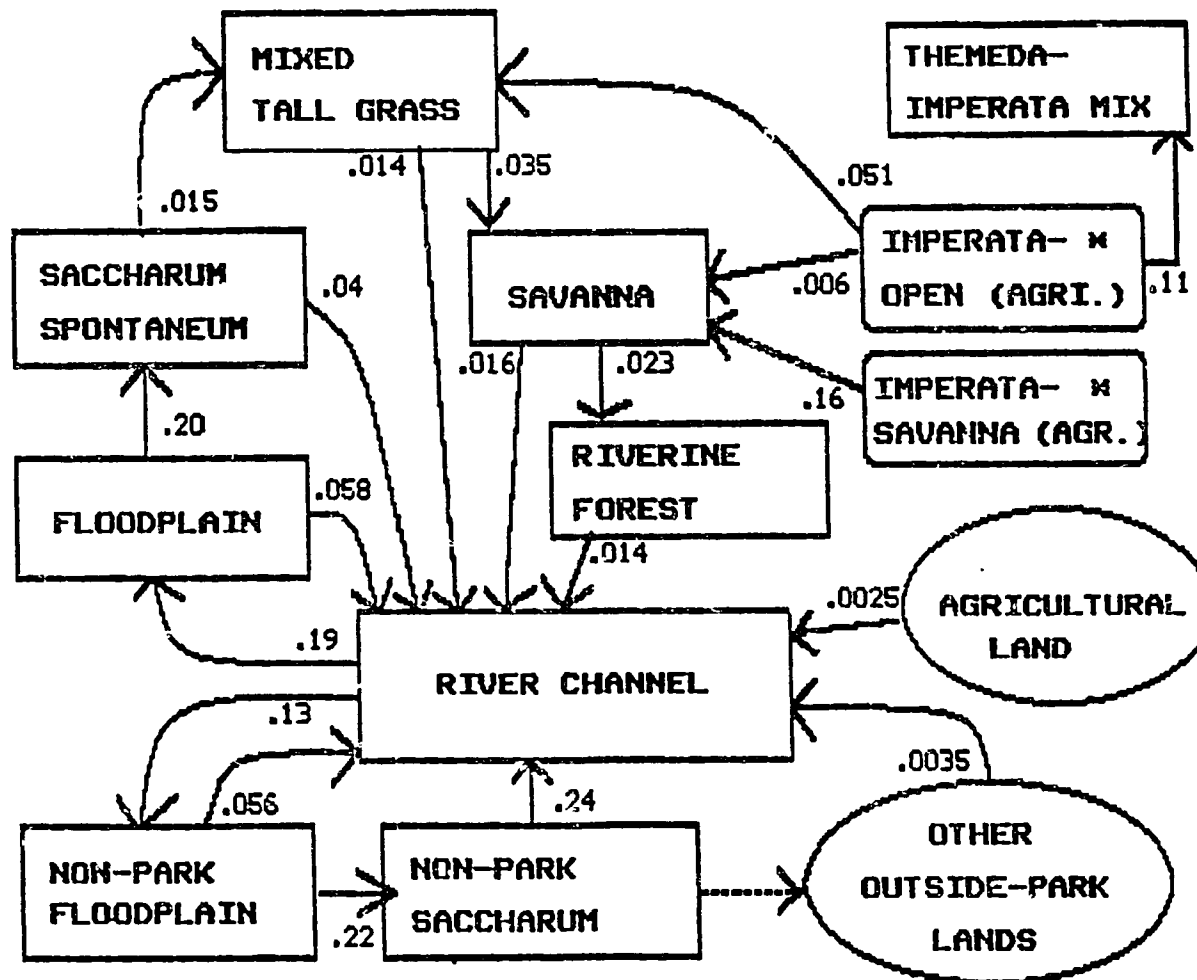 MIXED
TALL GRASS
THEMEDA-
IMPERATA MIX
.014
.035
.051
.015
SACCHARUM
SPONTANEUM
.04
SAVANNA
.006
IMPERATA- *
OPEN (AGRI.)
.11
.016
.023
.16
IMPERATA- *
SAVANNA (AGR.)
.20
RIVERINE
FOREST
FLOODPLAIN
.058
.014
.0025
AGRICULTURAL
LAND
.19
RIVER CHANNEL
.13
.056
.24
.0035
NON-PARK
FLOODPLAIN
.22
NON-PARK
SACCHARUM
OTHER
OUTSIDE-PARK
LANDS